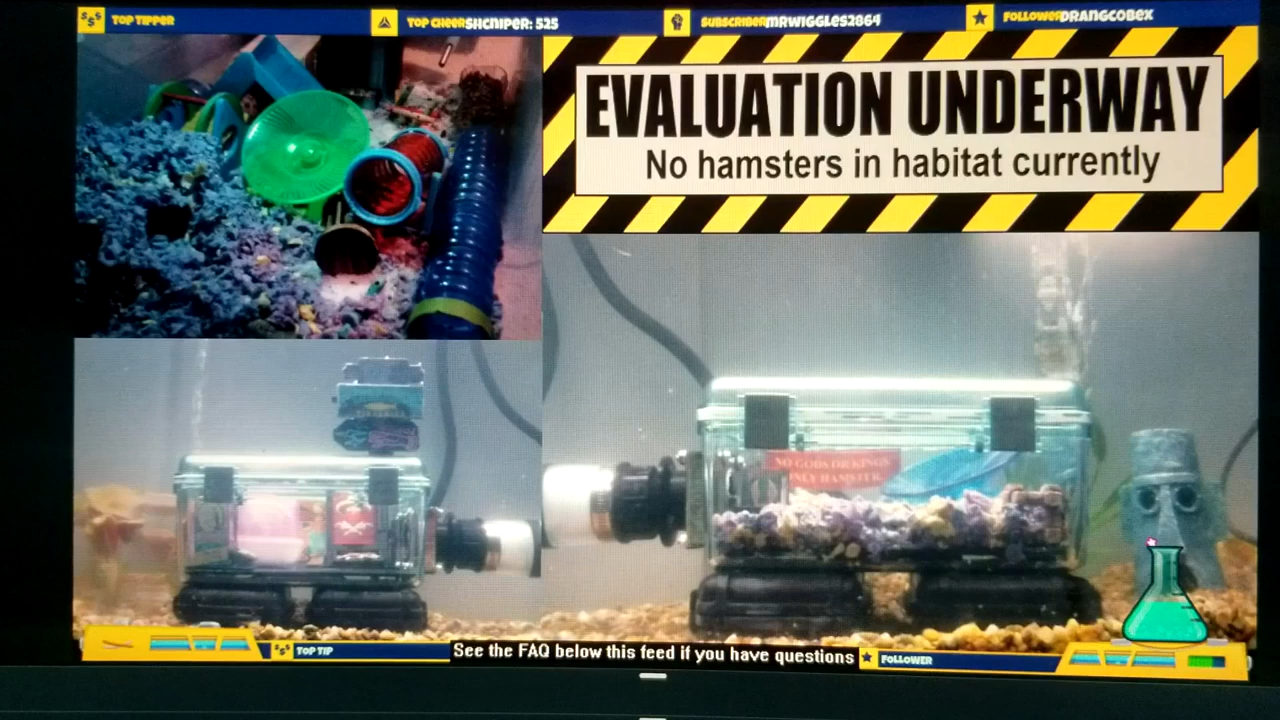 $$$ TOP TIPPER
TOP CHEER SHCNIPER: 525
SUBSCRIBER MRWIGGLES2864
FOLLOWER DRANGCOBEX
EVALUATION UNDERWAY
No hamsters in habitat currently
NO GODS OR KINGS
ONLY HAMSTER.
$$$ TOP TIP
See the FAQ below this feed if you have questions
FOLLOWER